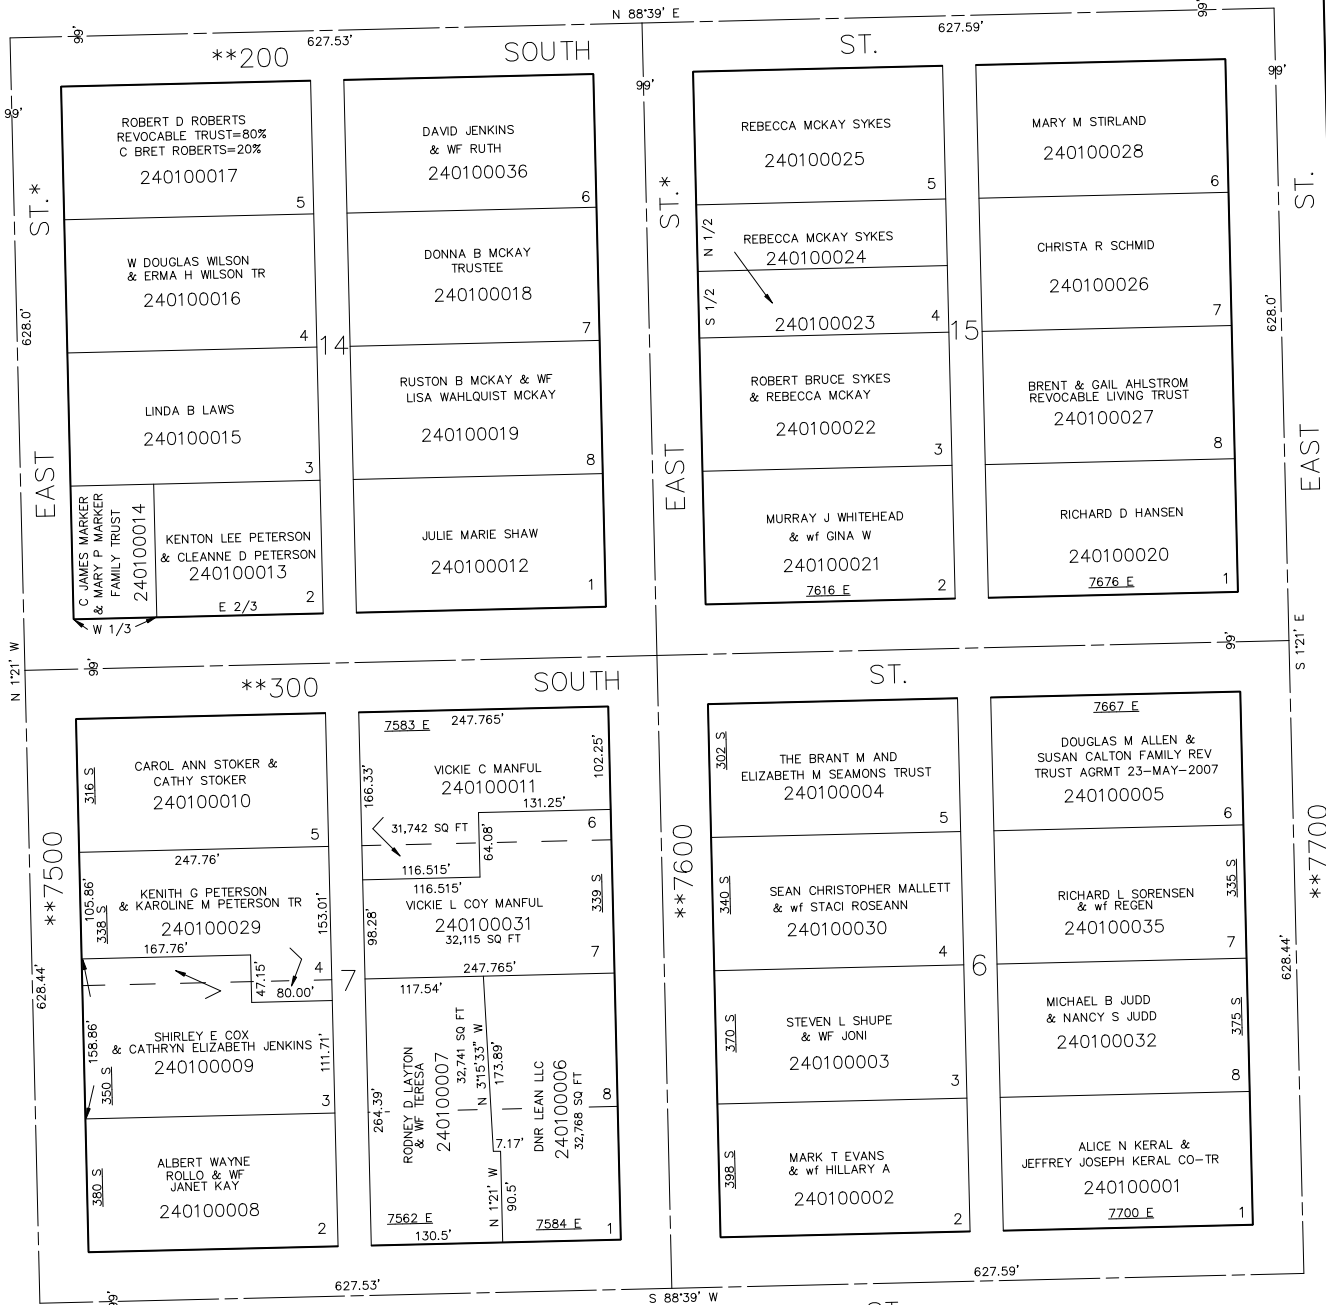 N 88°39' E
99'
627.53'
627.59'
99'
**200
SOUTH
ST.
99'
99'
99'
ROBERT D ROBERTS
REVOCABLE TRUST=80%
C BRET ROBERTS=20%
240100017
5
DAVID JENKINS
& WF RUTH
240100036
6
REBECCA MCKAY SYKES
240100025
5
MARY M STIRLAND
240100028
6
ST.*
ST.*
ST.
W DOUGLAS WILSON
& ERMA H WILSON TR
240100016
4
DONNA B MCKAY
TRUSTEE
240100018
7
N 1/2
REBECCA MCKAY SYKES
240100024
S 1/2
240100023
4
CHRISTA R SCHMID
240100026
7
628.0'
14
15
628.0'
LINDA B LAWS
240100015
3
RUSTON B MCKAY & WF
LISA WAHLQUIST MCKAY
240100019
8
ROBERT BRUCE SYKES
& REBECCA MCKAY
240100022
3
BRENT & GAIL AHLSTROM
REVOCABLE LIVING TRUST
240100027
8
EAST
EAST
EAST
C JAMES MARKER
& MARY P MARKER
FAMILY TRUST
240100014
W 1/3
KENTON LEE PETERSON
& CLEANNE D PETERSON
240100013
E 2/3
2
JULIE MARIE SHAW
240100012
1
MURRAY J WHITEHEAD
& wf GINA W
240100021
7616 E
2
RICHARD D HANSEN
240100020
7676 E
1
N 1°21' W
99'
99'
S 1°21' E
**300
SOUTH
ST.
316 S
CAROL ANN STOKER &
CATHY STOKER
240100010
5
7583 E
247.765'
166.33'
102.25'
VICKIE C MANFUL
240100011
131.25'
31,742 SQ FT
64.08'
6
116.515'
302 S
THE BRANT M AND
ELIZABETH M SEAMONS TRUST
240100004
5
7667 E
DOUGLAS M ALLEN &
SUSAN CALTON FAMILY REV
TRUST AGRMT 23-MAY-2007
240100005
6
**7500
**7600
**7700
247.76'
105.86'
338 S
KENITH G PETERSON
& KAROLINE M PETERSON TR
240100029
153.01'
167.76'
47.15'
80.00'
4
7
116.515'
98.28'
VICKIE L COY MANFUL
240100031
32,115 SQ FT
339 S
7
247.765'
340 S
SEAN CHRISTOPHER MALLETT
& wf STACI ROSEANN
240100030
4
6
RICHARD L SORENSEN
& wf REGEN
240100035
335 S
7
628.44'
628.44'
158.86'
350 S
SHIRLEY E COX
& CATHRYN ELIZABETH JENKINS
240100009
111.71'
3
117.54'
264.39'
RODNEY D LAYTON
& WF TERESA
240100007
32,741 SQ FT
N 3°15'33" W
173.89'
7.17'
N 1°21' W
90.5'
7562 E
130.5'
DNR LEAN LLC
240100006
32,768 SQ FT
8
7584 E
1
370 S
STEVEN L SHUPE
& WF JONI
240100003
3
MICHAEL B JUDD
& NANCY S JUDD
240100032
375 S
8
380 S
ALBERT WAYNE
ROLLO & WF
JANET KAY
240100008
2
398 S
MARK T EVANS
& wf HILLARY A
240100002
2
ALICE N KERAL &
JEFFREY JOSEPH KERAL CO-TR
240100001
7700 E
1
99'
627.53'
S 88°39' W
627.59'
ST.